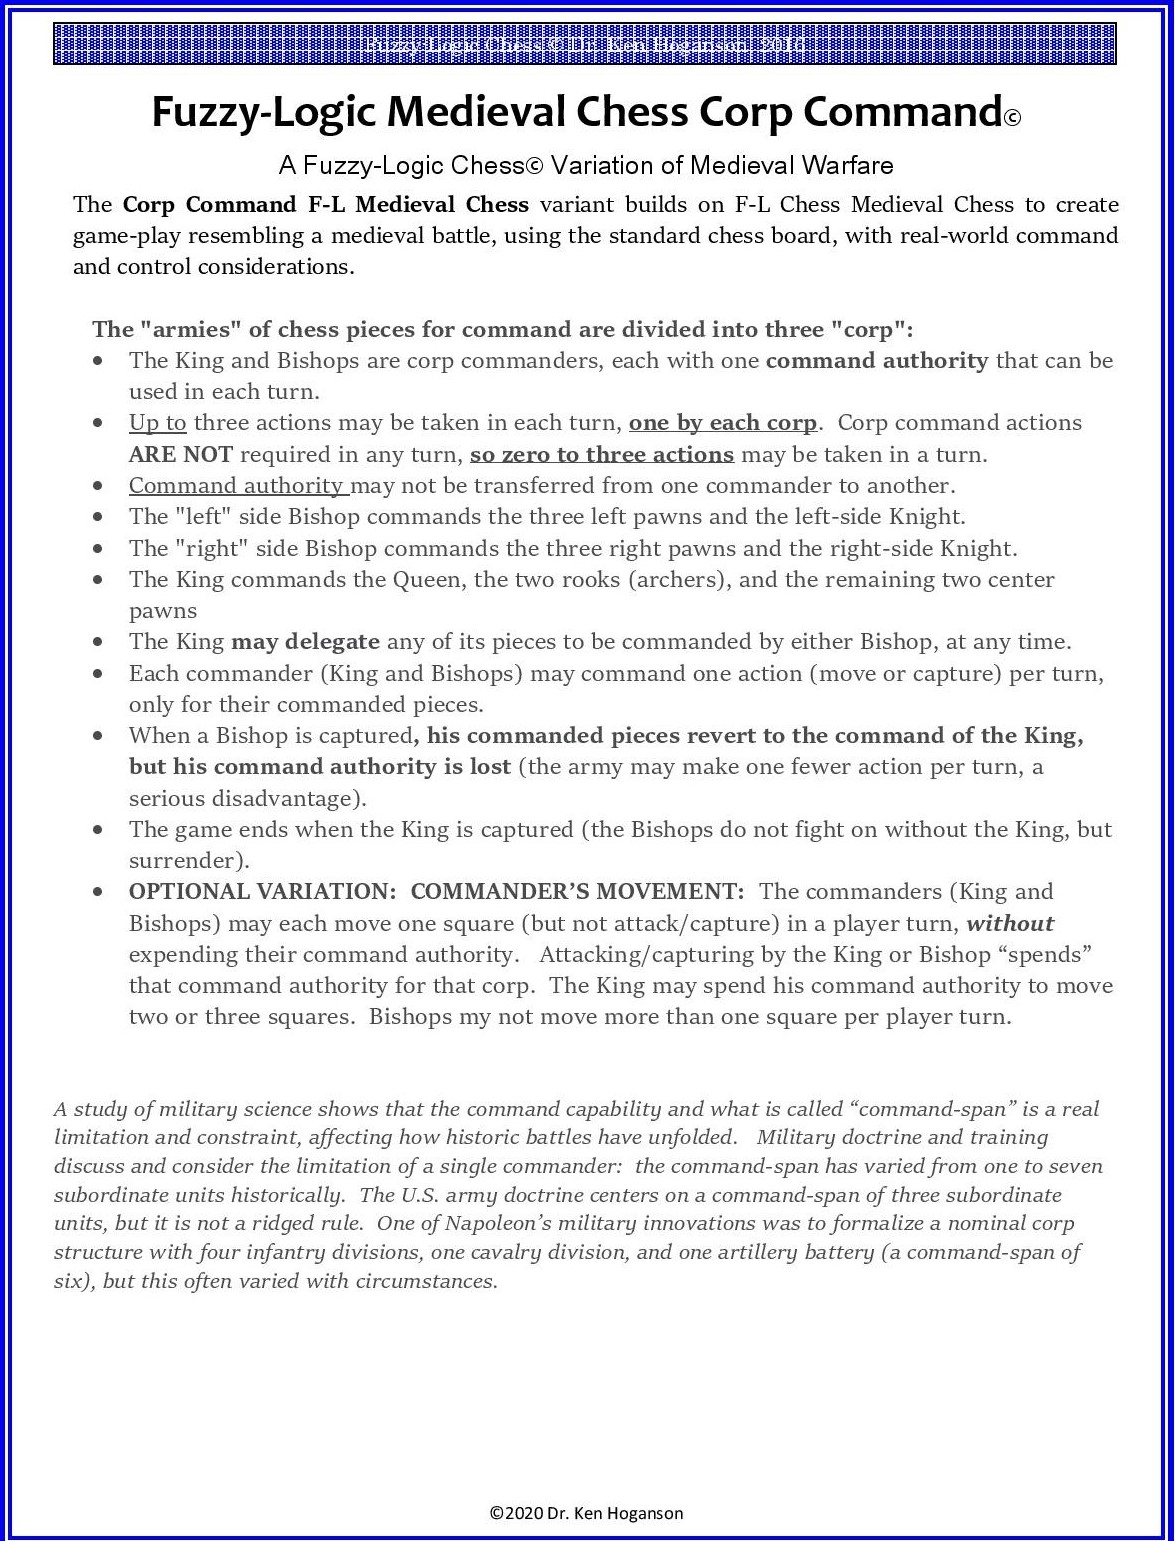 Fuzzy-Logic Chess © Dr. Ken Hoganson, 2016
Fuzzy-Logic Medieval Chess Corp Command©
A Fuzzy-Logic Chess© Variation of Medieval Warfare
The Corp Command F-L Medieval Chess variant builds on F-L Chess Medieval Chess to create
game-play resembling a medieval battle, using the standard chess board, with real-world command
and control considerations.
The "armies" of chess pieces for command are divided into three "corp":
• The King and Bishops are corp commanders, each with one command authority that can be
used in each turn.
• Up to three actions may be taken in each turn, one by each corp. Corp command actions
ARE NOT required in any turn, so zero to three actions may be taken in a turn.
• Command authority may not be transferred from one commander to another.
• The "left" side Bishop commands the three left pawns and the left-side Knight.
• The "right" side Bishop commands the three right pawns and the right-side Knight.
• The King commands the Queen, the two rooks (archers), and the remaining two center
pawns
• The King may delegate any of its pieces to be commanded by either Bishop, at any time.
• Each commander (King and Bishops) may command one action (move or capture) per turn,
only for their commanded pieces.
• When a Bishop is captured, his commanded pieces revert to the command of the King,
but his command authority is lost (the army may make one fewer action per turn, a
serious disadvantage).
• The game ends when the King is captured (the Bishops do not fight on without the King, but
surrender).
• OPTIONAL VARIATION: COMMANDER’S MOVEMENT: The commanders (King and
Bishops) may each move one square (but not attack/capture) in a player turn, without
expending their command authority. Attacking/capturing by the King or Bishop “spends”
that command authority for that corp. The King may spend his command authority to move
two or three squares. Bishops my not move more than one square per player turn.
A study of military science shows that the command capability and what is called “command-span” is a real
limitation and constraint, affecting how historic battles have unfolded. Military doctrine and training
discuss and consider the limitation of a single commander: the command-span has varied from one to seven
subordinate units historically. The U.S. army doctrine centers on a command-span of three subordinate
units, but it is not a ridged rule. One of Napoleon’s military innovations was to formalize a nominal corp
structure with four infantry divisions, one cavalry division, and one artillery battery (a command-span of
six), but this often varied with circumstances.
©2020 Dr. Ken Hoganson